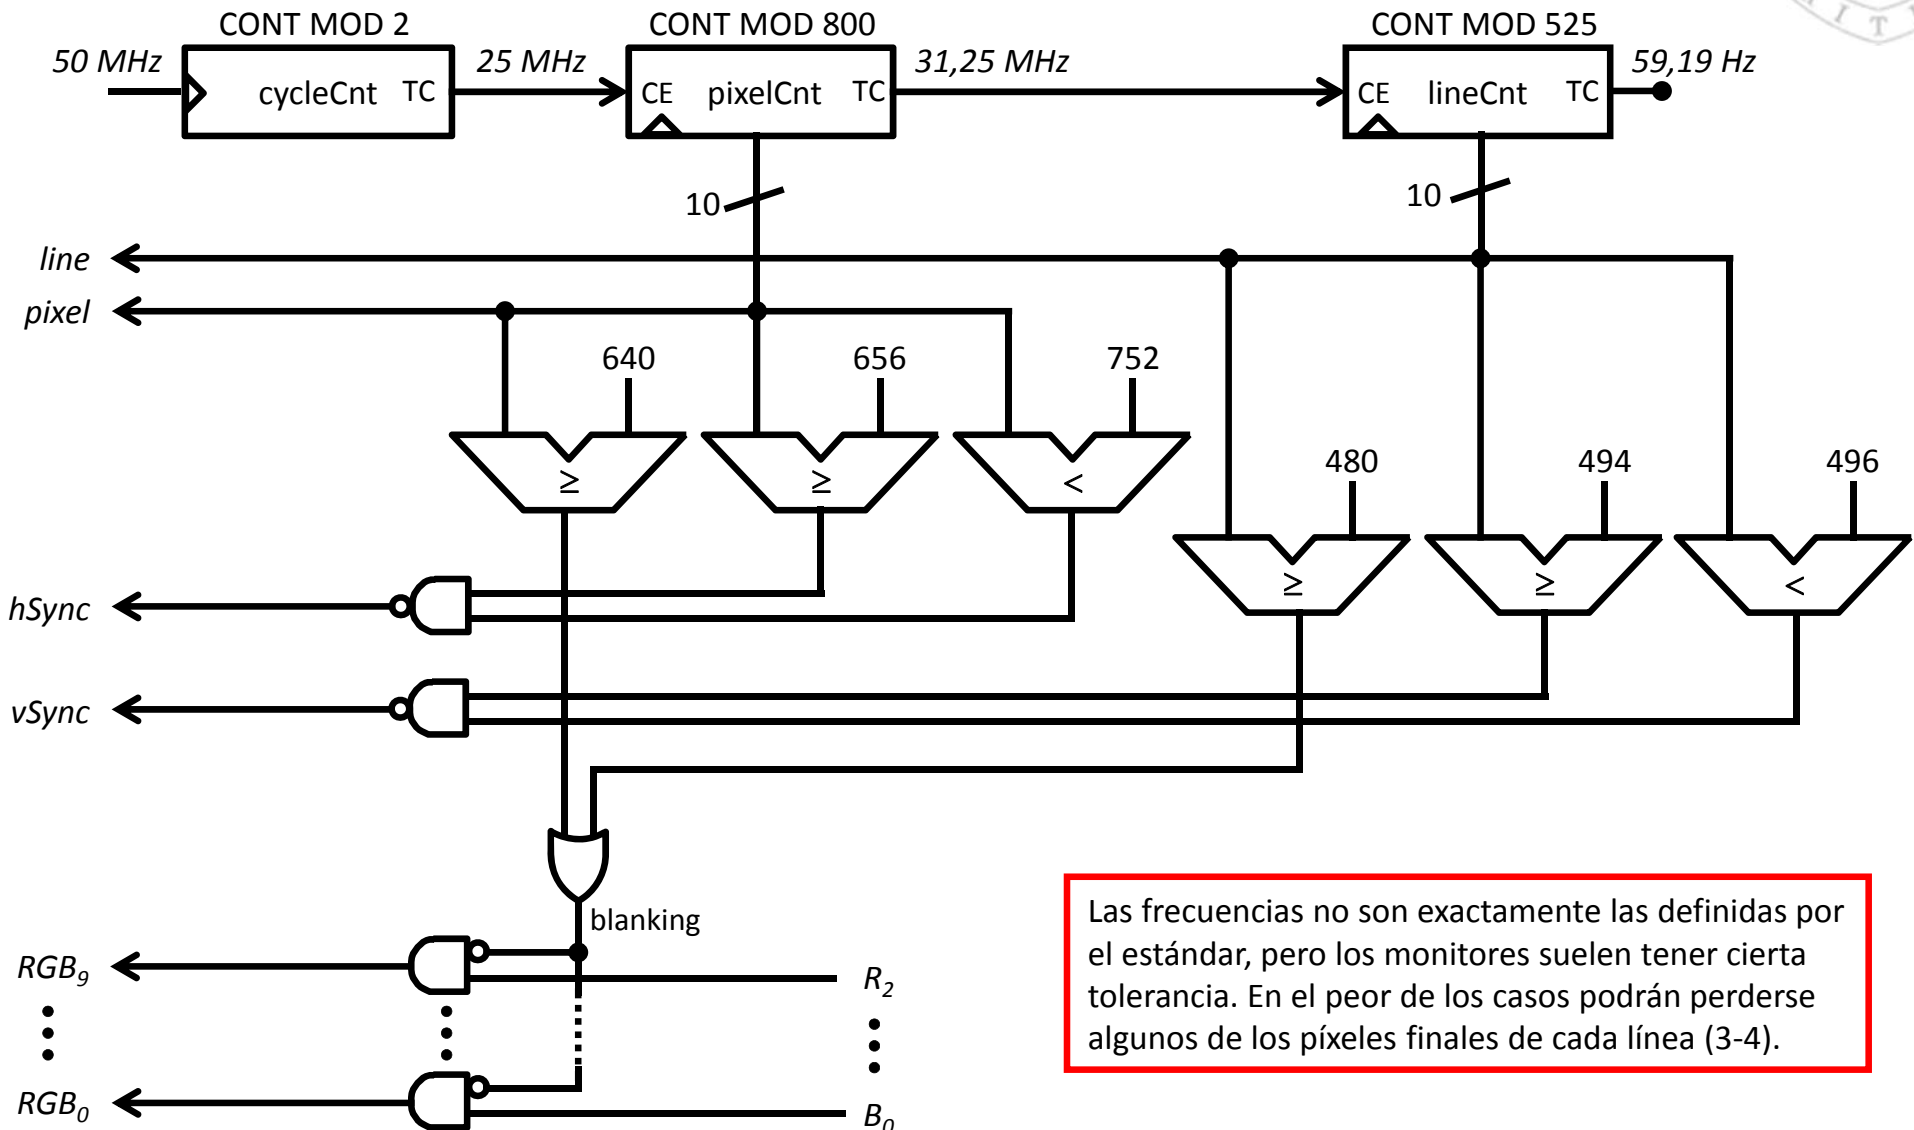 CONT MOD 2 CONT MOD 800 CONT MOD 525
50 MHz cycleCnt TC 25 MHz CE pixelCnt TC 31,25 MHz CE lineCnt TC 59,19 Hz
10 10
line
pixel
640 656 752
≥ ≥ <
480 494 496
≥ ≥ <
hSync
vSync
blanking
RGB9 R2
RGB0 B0
Las frecuencias no son exactamente las definidas por
el estándar, pero los monitores suelen tener cierta
tolerancia. En el peor de los casos podrán perderse
algunos de los píxeles finales de cada línea (3-4).